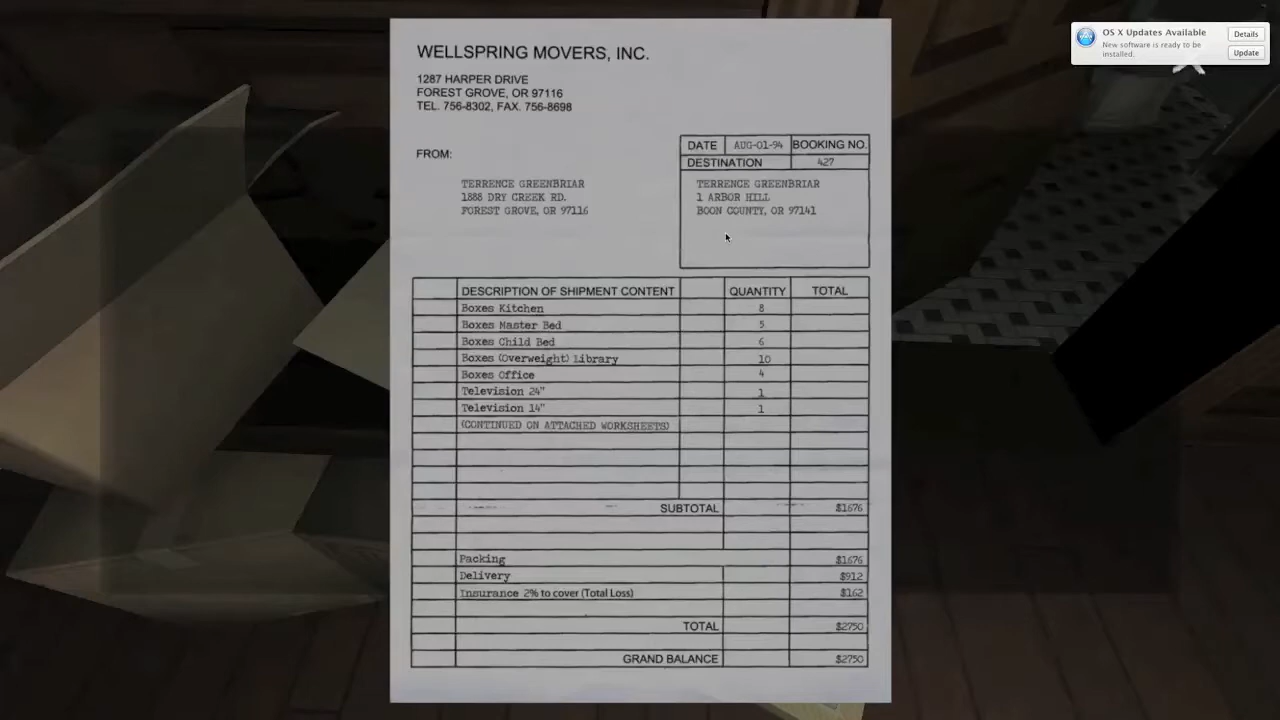 WELLSPRING MOVERS, INC.
1287 HARPER DRIVE
FOREST GROVE, OR 97116
TEL. 756-8302, FAX. 756-8698
OS X Updates Available
New software is ready to be
installed.
Details
Update
DATE AUG-01-94 BOOKING NO.
DESTINATION 427
FROM:
TERRENCE GREENBRIAR
1888 DRY CREEK RD.
FOREST GROVE, OR 97116
TERRENCE GREENBRIAR
1 ARBOR HILL
BOON COUNTY, OR 97141
DESCRIPTION OF SHIPMENT CONTENT QUANTITY TOTAL
Boxes Kitchen 8
Boxes Master Bed 5
Boxes Child Bed 6
Boxes (Overweight) Library 10
Boxes Office 4
Television 24" 1
Television 14" 1
(CONTINUED ON ATTACHED WORKSHEETS)
SUBTOTAL $1676
Packing $1676
Delivery $912
Insurance 2% to cover (Total Loss) $162
TOTAL $2750
GRAND BALANCE $2750